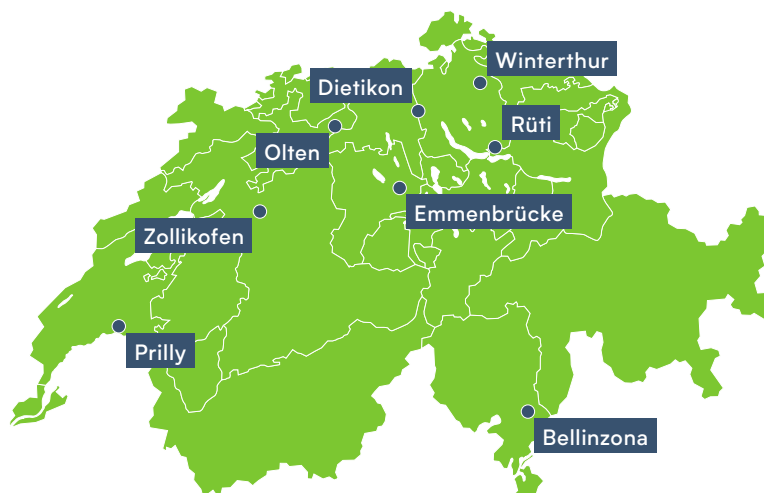 Winterthur
Dietikon
Rüti
Olten
Emmenbrücke
Zollikofen
Prilly
Bellinzona